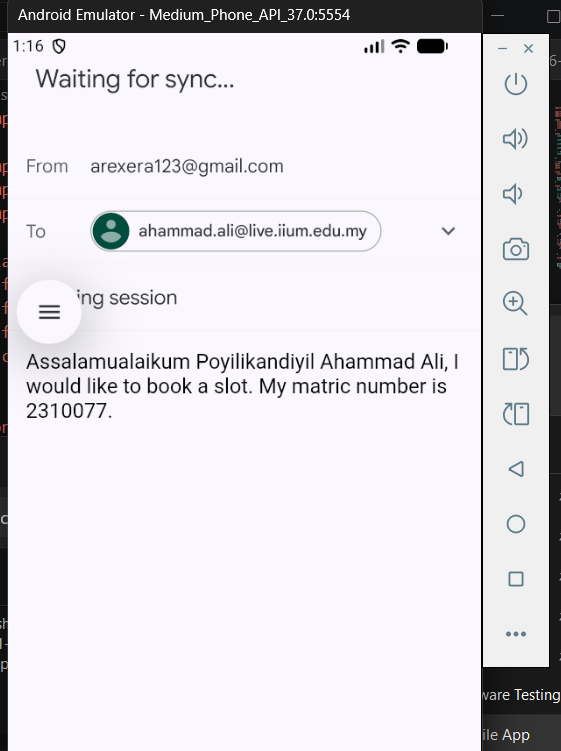 Android Emulator - Medium_Phone_API_37.0:5554
1:16
Waiting for sync...
From arexera123@gmail.com
To ahammad.ali@live.iium.edu.my
session
Assalamualaikum Poyilikandiyil Ahammad Ali, I
would like to book a slot. My matric number is
2310077.
Testing
App